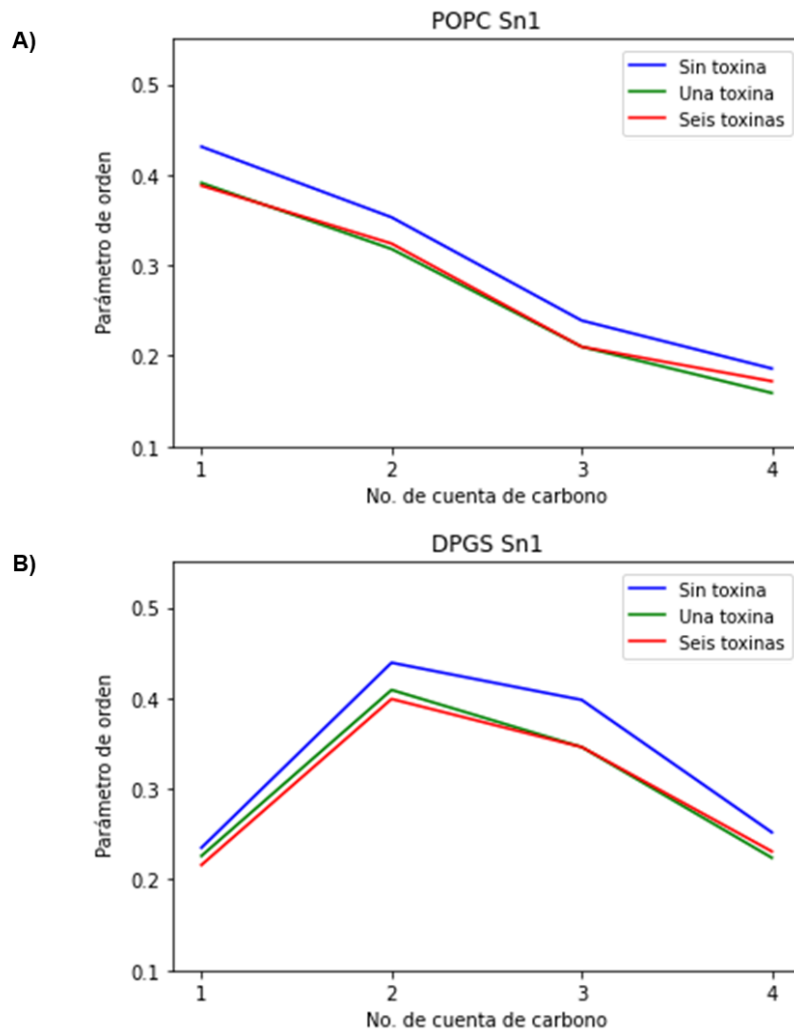 A)
POPC Sn1
Sin toxina
Una toxina
Seis toxinas
Parámetro de orden
0.5
0.4
0.3
0.2
0.1
1 2 3 4
No. de cuenta de carbono
B)
DPGS Sn1
Sin toxina
Una toxina
Seis toxinas
Parámetro de orden
0.5
0.4
0.3
0.2
0.1
1 2 3 4
No. de cuenta de carbono